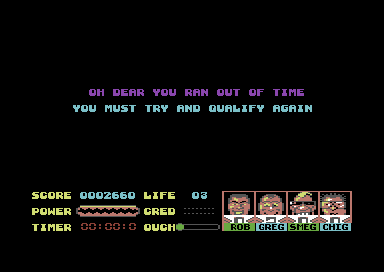 OH DEAR YOU RAN OUT OF TIME
YOU MUST TRY AND QUALIFY AGAIN
SCORE 0002660 LIFE 03
POWER CRED
TIMER 00:00:0 OUCH
ROB GREG SMEG CHIG